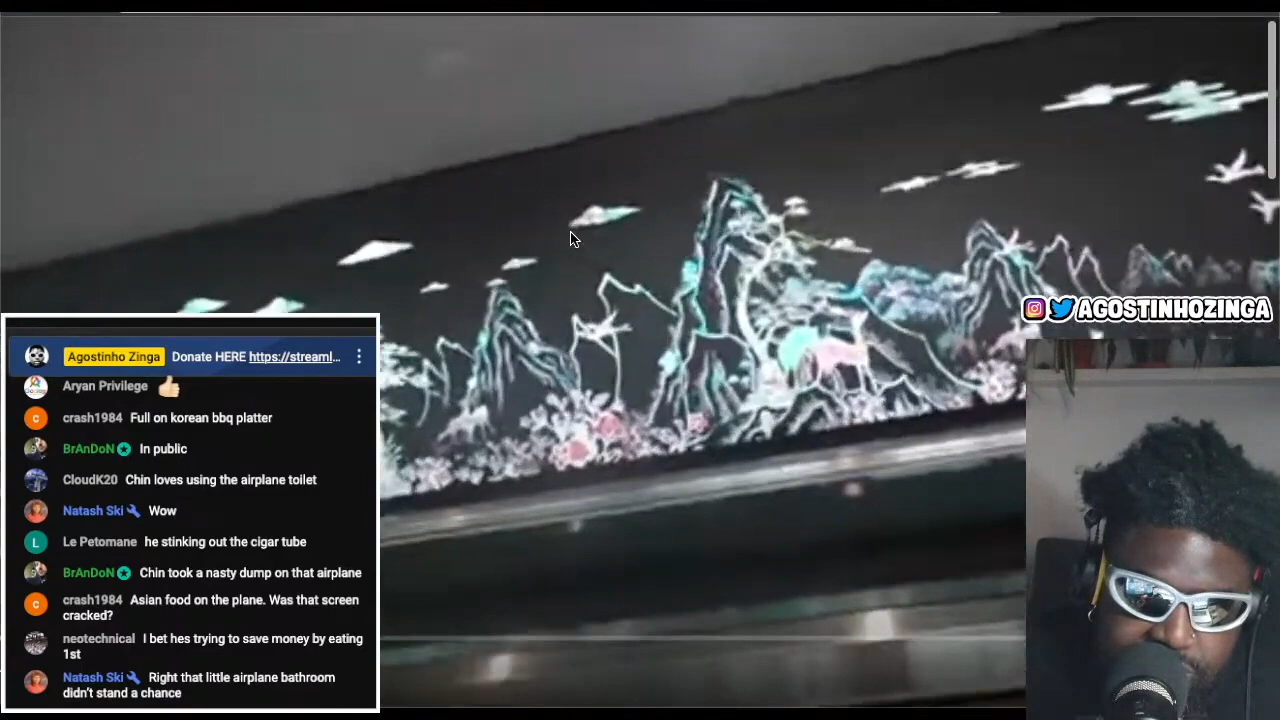 AGOSTINHOZINGA
Agostinho Zinga Donate HERE https://streaml...
Aryan Privilege
crash1984 Full on korean bbq platter
BrAnDoN In public
CloudK20 Chin loves using the airplane toilet
Natash Ski Wow
L Le Petomane he stinking out the cigar tube
BrAnDoN Chin took a nasty dump on that airplane
c crash1984 Asian food on the plane. Was that screen
cracked?
neotechnical I bet hes trying to save money by eating
1st
Natash Ski Right that little airplane bathroom
didn't stand a chance